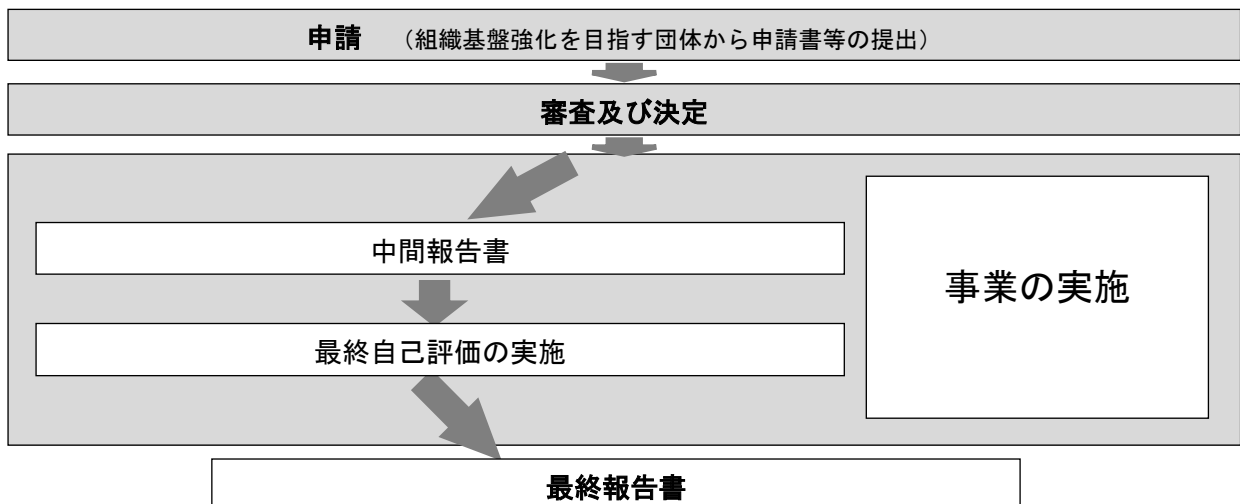 申請 （組織基盤強化を目指す団体から申請書等の提出）
審査及び決定
中間報告書
事業の実施
最終自己評価の実施
最終報告書